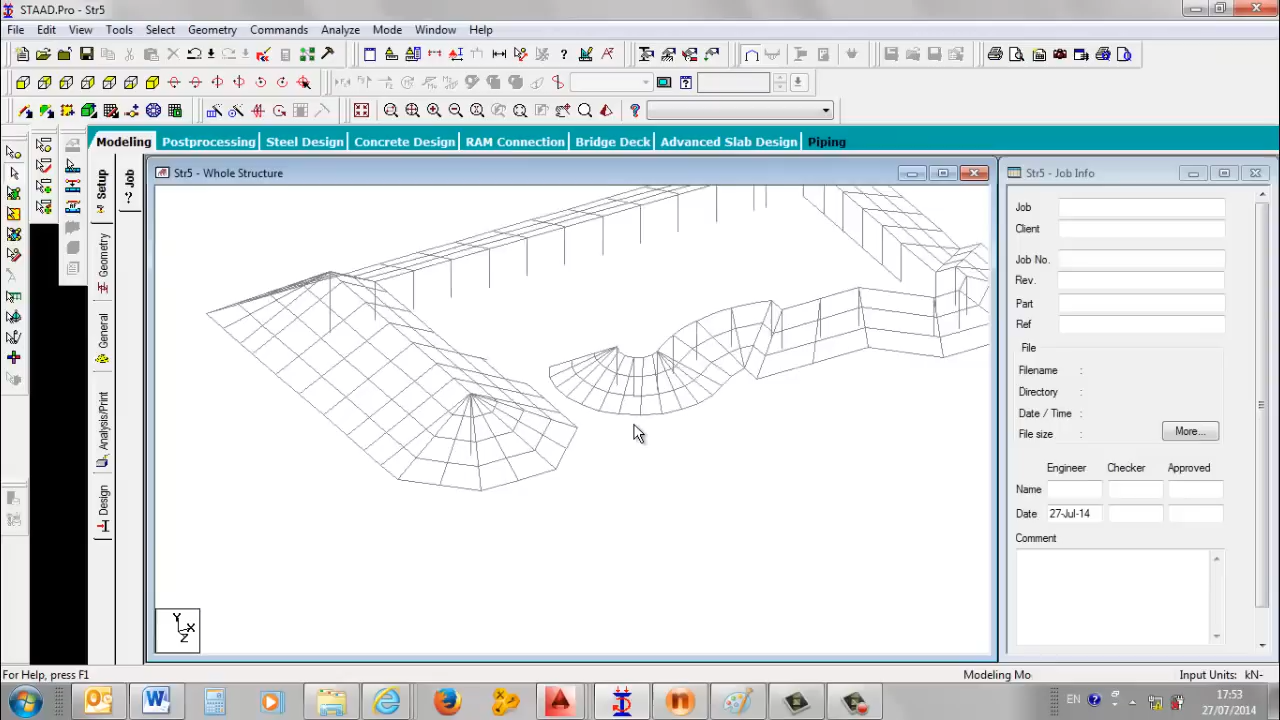 STAAD.Pro - Str5
File Edit View Tools Select Geometry Commands Analyze Mode Window Help
Modeling Postprocessing Steel Design Concrete Design RAM Connection Bridge Deck Advanced Slab Design Piping
Setup
Job
Geometry
General
Analysis/Print
Design
Str5 - Whole Structure
Y
X
Z
Str5 - Job Info
Job
Client
Job No.
Rev.
Part
Ref
File
Filename :
Directory :
Date / Time :
File size :
More...
Engineer Checker Approved
Name
Date 27-Jul-14
Comment
For Help, press F1
Modeling Mo
Input Units: kN-
EN
17:53
27/07/2014